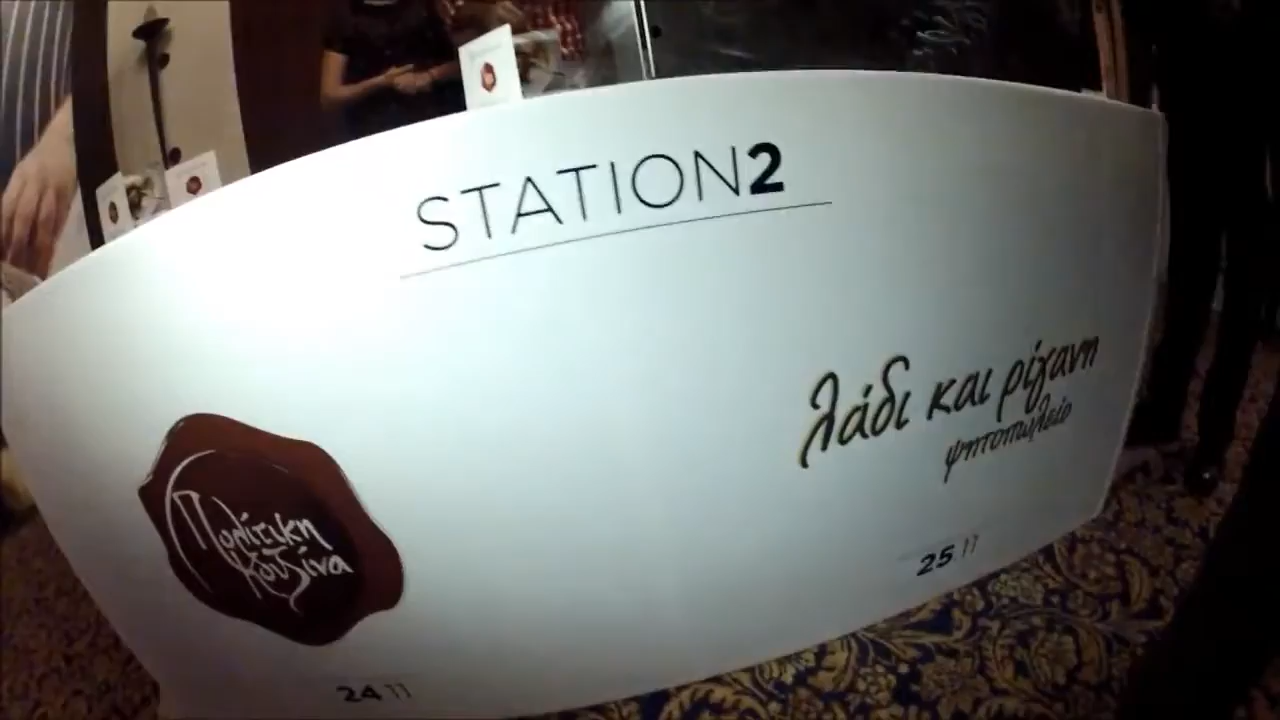 STATION2
Πολίτικη
Κουζίνα
24.11
λάδι και ρίγανη
ψητοπωλείο
25.11